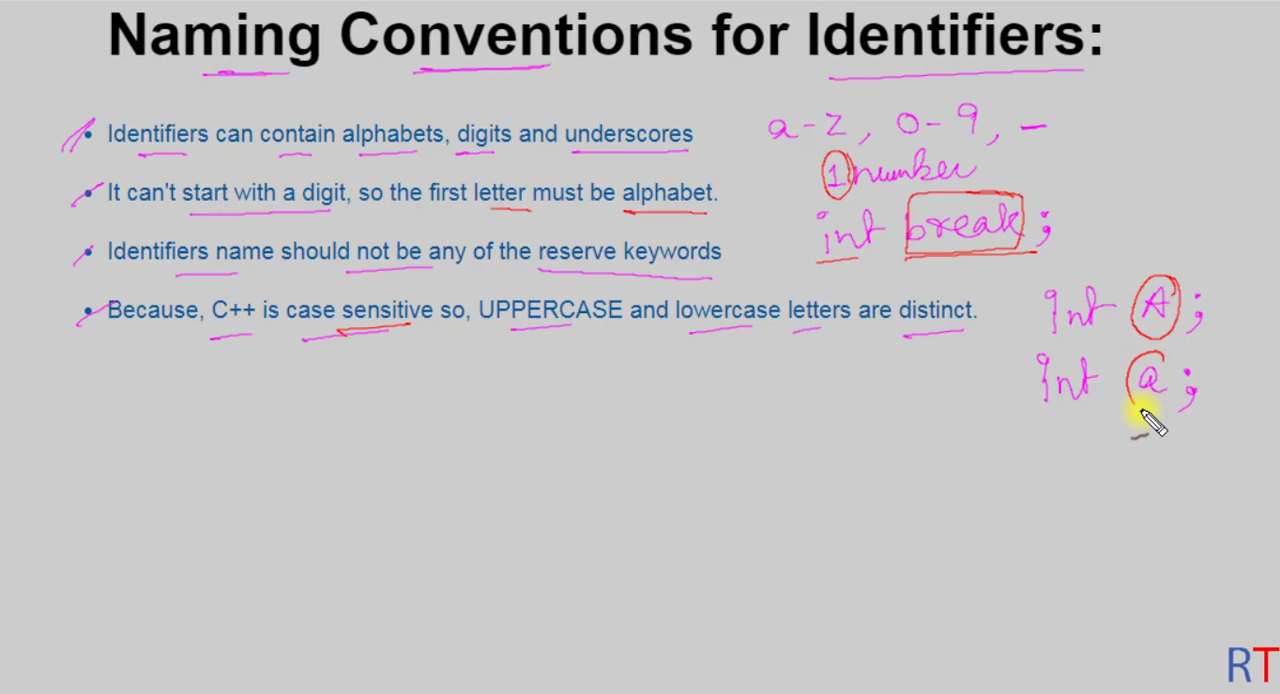 Naming Conventions for Identifiers:
• Identifiers can contain alphabets, digits and underscores
a-z, 0-9, _
• It can't start with a digit, so the first letter must be alphabet.
1number
• Identifiers name should not be any of the reserve keywords
int break;
• Because, C++ is case sensitive so, UPPERCASE and lowercase letters are distinct.
int A;
int a;
RT